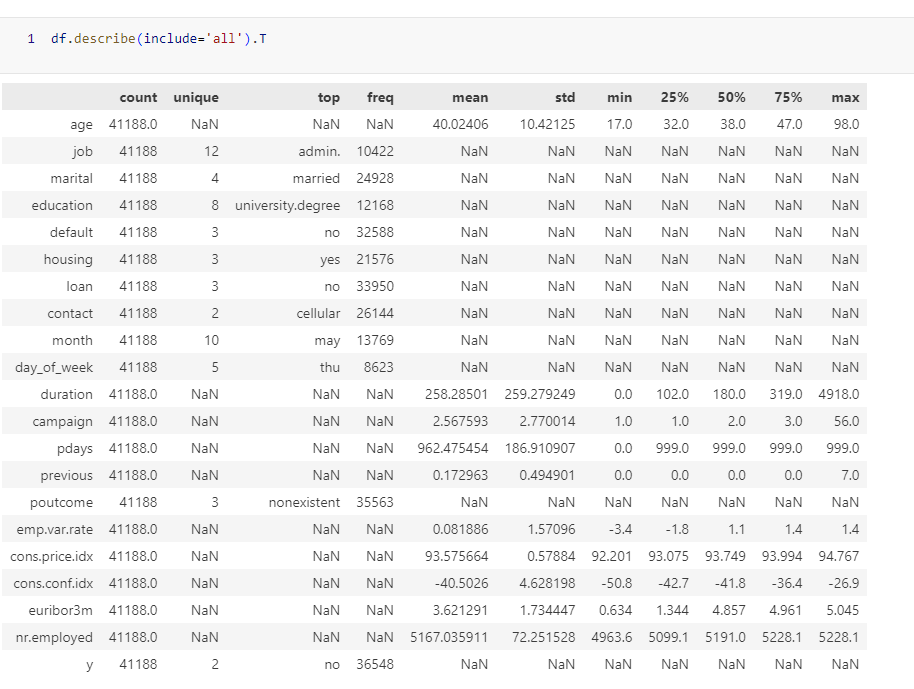 1 df.describe(include='all').T
count unique top freq mean std min 25% 50% 75% max
age 41188.0 NaN NaN NaN 40.02406 10.42125 17.0 32.0 38.0 47.0 98.0
job 41188 12 admin. 10422 NaN NaN NaN NaN NaN NaN NaN
marital 41188 4 married 24928 NaN NaN NaN NaN NaN NaN NaN
education 41188 8 university.degree 12168 NaN NaN NaN NaN NaN NaN NaN
default 41188 3 no 32588 NaN NaN NaN NaN NaN NaN NaN
housing 41188 3 yes 21576 NaN NaN NaN NaN NaN NaN NaN
loan 41188 3 no 33950 NaN NaN NaN NaN NaN NaN NaN
contact 41188 2 cellular 26144 NaN NaN NaN NaN NaN NaN NaN
month 41188 10 may 13769 NaN NaN NaN NaN NaN NaN NaN
day_of_week 41188 5 thu 8623 NaN NaN NaN NaN NaN NaN NaN
duration 41188.0 NaN NaN NaN 258.28501 259.279249 0.0 102.0 180.0 319.0 4918.0
campaign 41188.0 NaN NaN NaN 2.567593 2.770014 1.0 1.0 2.0 3.0 56.0
pdays 41188.0 NaN NaN NaN 962.475454 186.910907 0.0 999.0 999.0 999.0 999.0
previous 41188.0 NaN NaN NaN 0.172963 0.494901 0.0 0.0 0.0 0.0 7.0
poutcome 41188 3 nonexistent 35563 NaN NaN NaN NaN NaN NaN NaN
emp.var.rate 41188.0 NaN NaN NaN 0.081886 1.57096 -3.4 -1.8 1.1 1.4 1.4
cons.price.idx 41188.0 NaN NaN NaN 93.575664 0.57884 92.201 93.075 93.749 93.994 94.767
cons.conf.idx 41188.0 NaN NaN NaN -40.5026 4.628198 -50.8 -42.7 -41.8 -36.4 -26.9
euribor3m 41188.0 NaN NaN NaN 3.621291 1.734447 0.634 1.344 4.857 4.961 5.045
nr.employed 41188.0 NaN NaN NaN 5167.035911 72.251528 4963.6 5099.1 5191.0 5228.1 5228.1
y 41188 2 no 36548 NaN NaN NaN NaN NaN NaN NaN